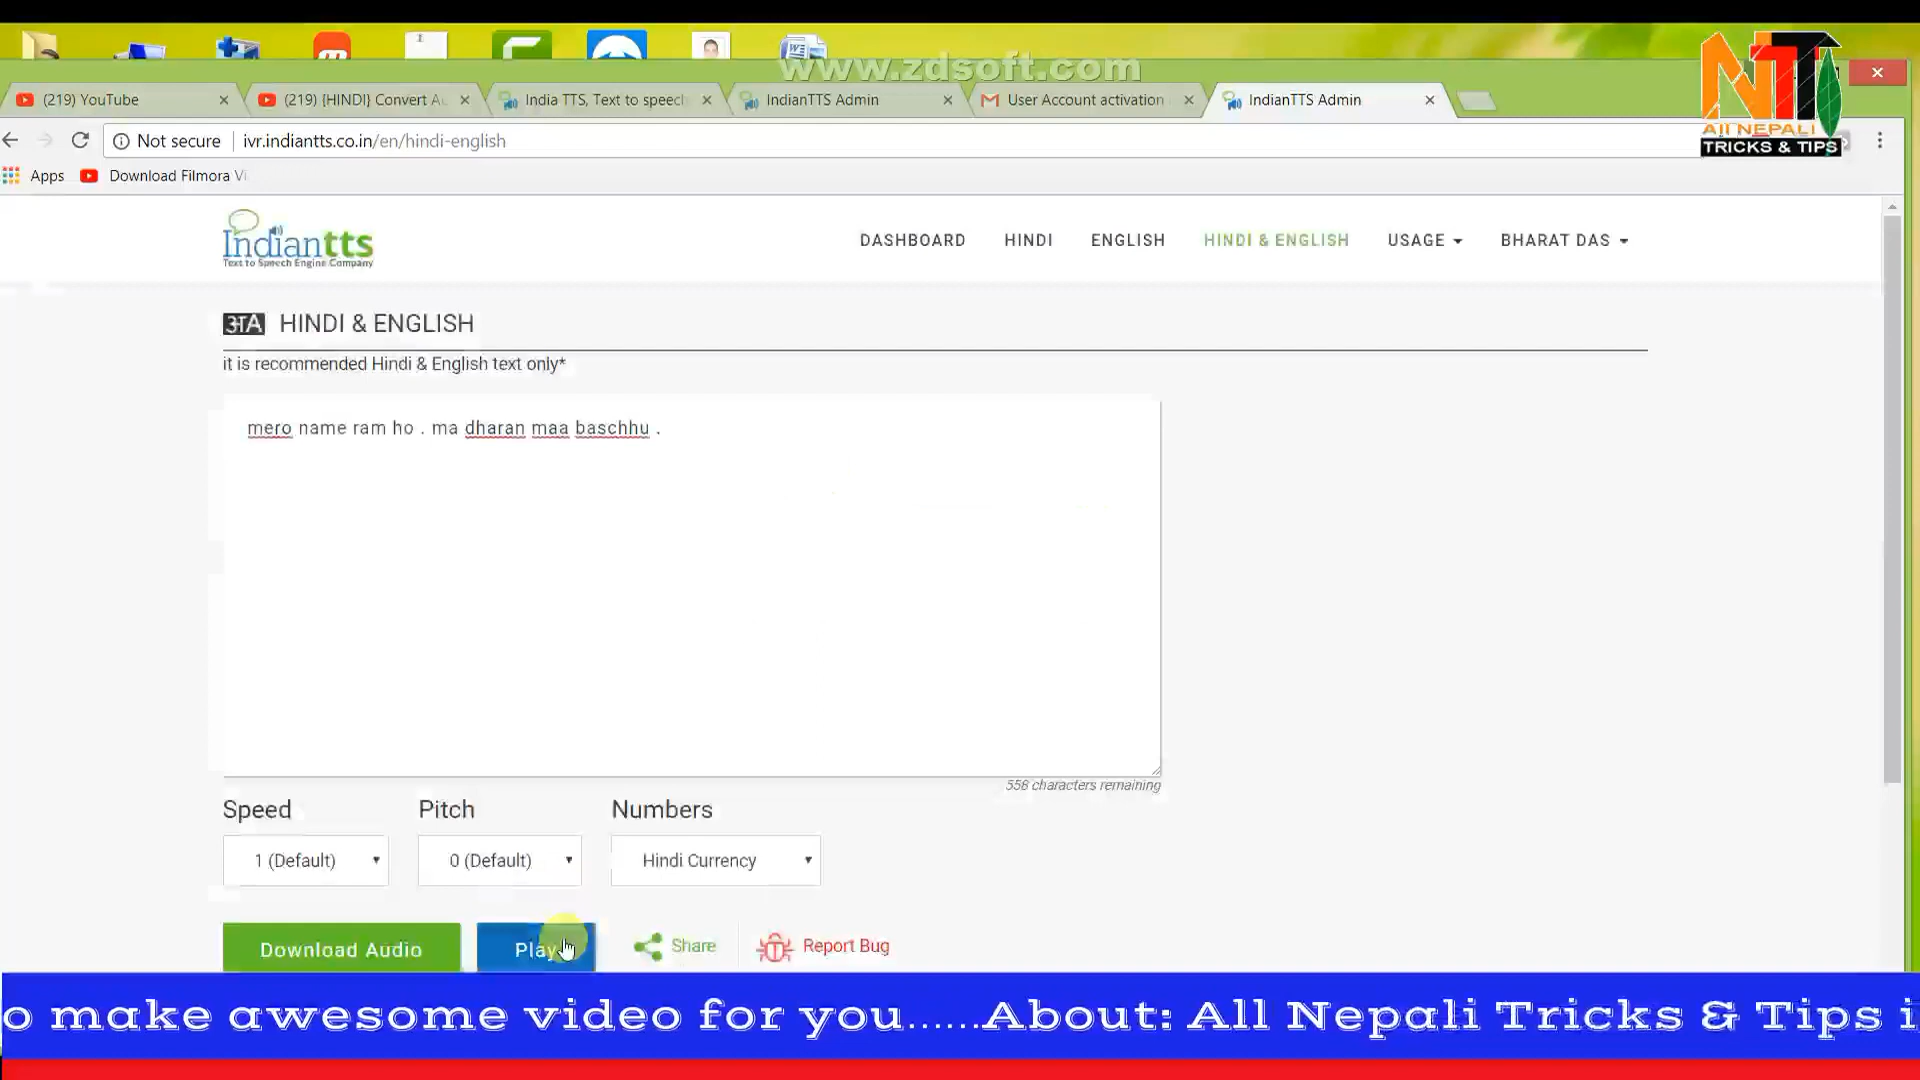 www.zdsoft.com
NTT
All NEPALI
TRICKS & TIPS
(219) YouTube
(219) {HINDI} Convert Au
India TTS, Text to speech
IndianTTS Admin
User Account activation
IndianTTS Admin
Not secure
ivr.indiantts.co.in/en/hindi-english
Apps
Download Filmora Vi
Indiantts
Text to Speech Engine Company
DASHBOARD
HINDI
ENGLISH
HINDI & ENGLISH
USAGE
BHARAT DAS
अTA HINDI & ENGLISH
it is recommended Hindi & English text only*
mero name ram ho . ma dharan maa baschhu .
558 characters remaining
Speed
Pitch
Numbers
1 (Default)
0 (Default)
Hindi Currency
Download Audio
Play
Share
Report Bug
o make awesome video for you......About: All Nepali Tricks & Tips i